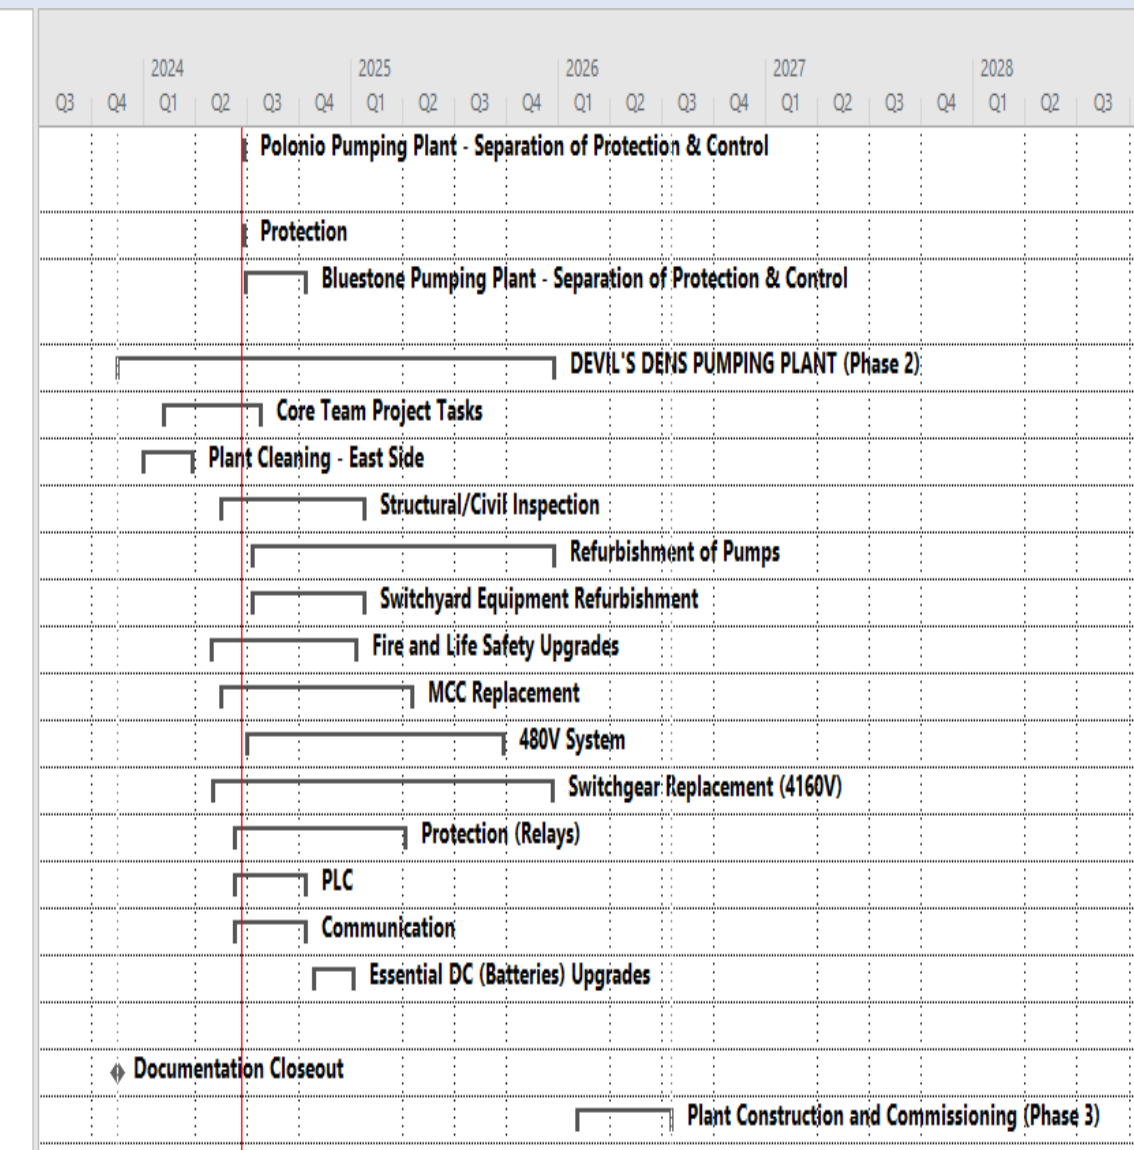 2024 2025 2026 2027 2028
Q3 Q4 Q1 Q2 Q3 Q4 Q1 Q2 Q3 Q4 Q1 Q2 Q3 Q4 Q1 Q2 Q3 Q4 Q1 Q2 Q3
Polonio Pumping Plant - Separation of Protection & Control
Protection
Bluestone Pumping Plant - Separation of Protection & Control
DEVIL'S DENS PUMPING PLANT (Phase 2)
Core Team Project Tasks
Plant Cleaning - East Side
Structural/Civil Inspection
Refurbishment of Pumps
Switchyard Equipment Refurbishment
Fire and Life Safety Upgrades
MCC Replacement
480V System
Switchgear Replacement (4160V)
Protection (Relays)
PLC
Communication
Essential DC (Batteries) Upgrades
Documentation Closeout
Plant Construction and Commissioning (Phase 3)